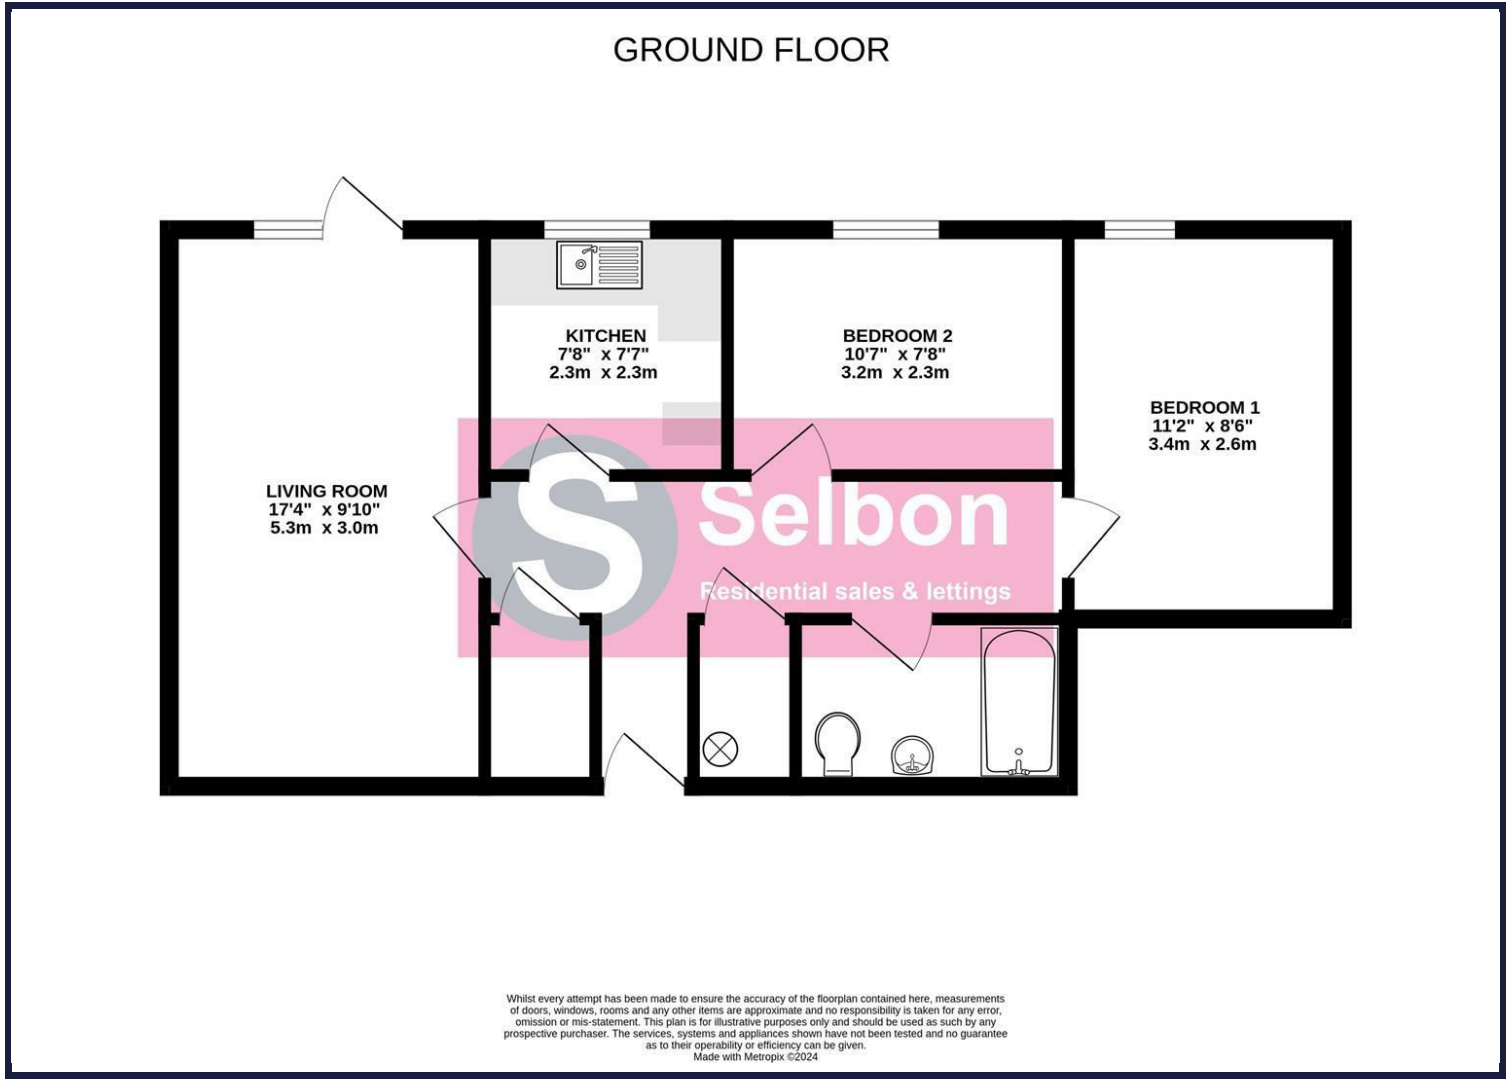 GROUND FLOOR
KITCHEN
7'8" x 7'7"
2.3m x 2.3m
BEDROOM 2
10'7" x 7'8"
3.2m x 2.3m
BEDROOM 1
11'2" x 8'6"
3.4m x 2.6m
LIVING ROOM
17'4" x 9'10"
5.3m x 3.0m
S
Selbon
Residential sales & lettings
Whilst every attempt has been made to ensure the accuracy of the floorplan contained here, measurements
of doors, windows, rooms and any other items are approximate and no responsibility is taken for any error,
omission or mis-statement. This plan is for illustrative purposes only and should be used as such by any
prospective purchaser. The services, systems and appliances shown have not been tested and no guarantee
as to their operability or efficiency can be given.
Made with Metropix ©2024